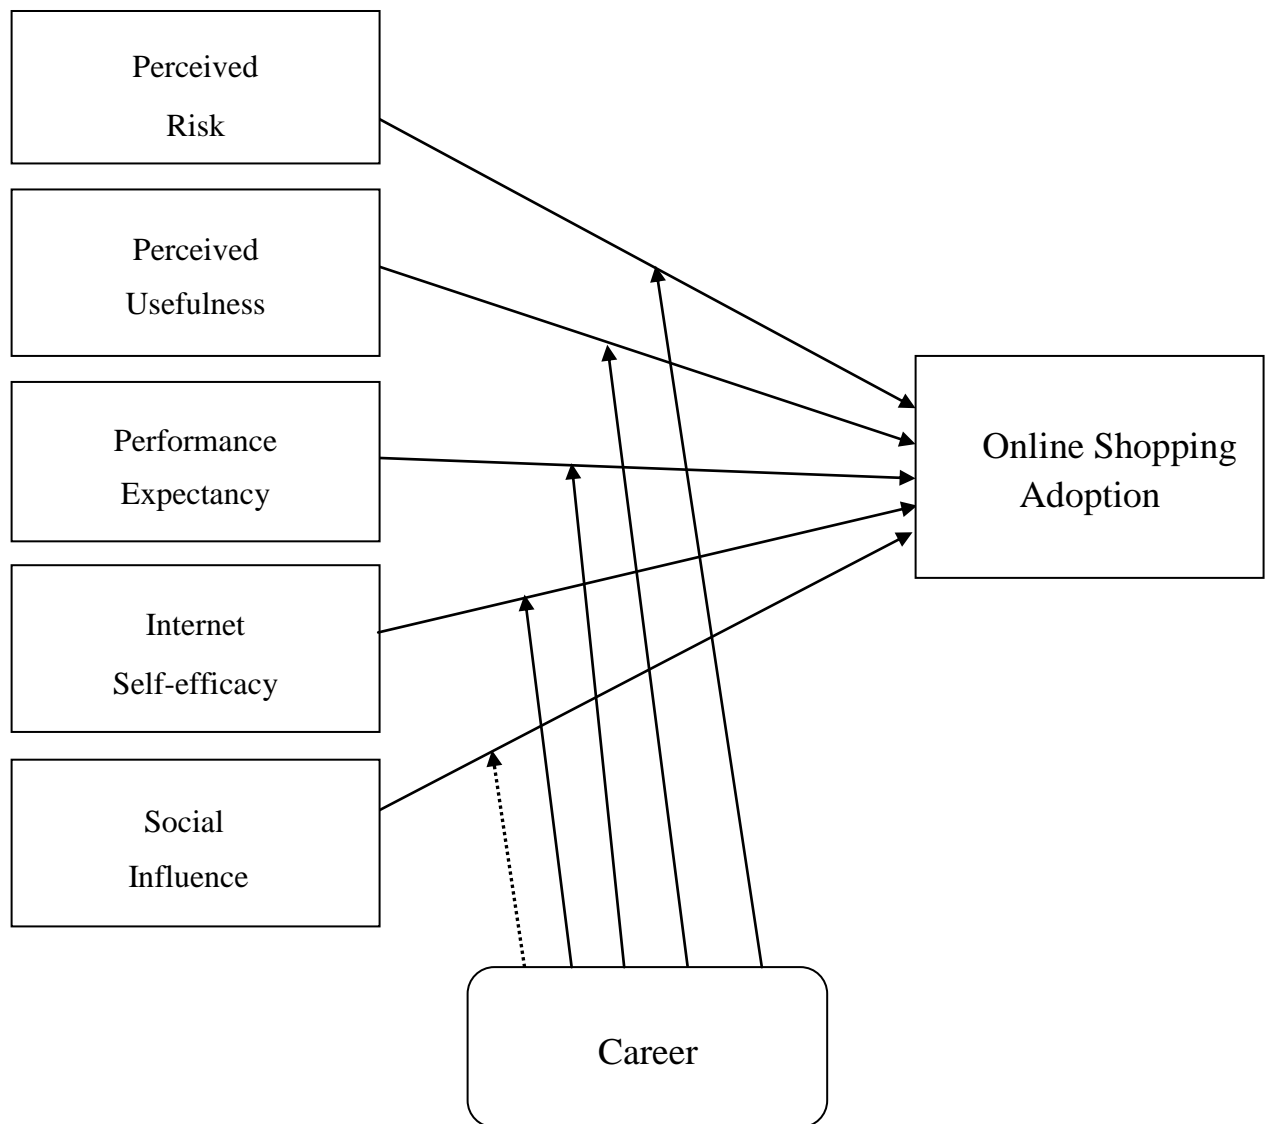 Perceived
Risk
Perceived
Usefulness
Performance
Expectancy
Online Shopping
Adoption
Internet
Self-efficacy
Social
Influence
Career